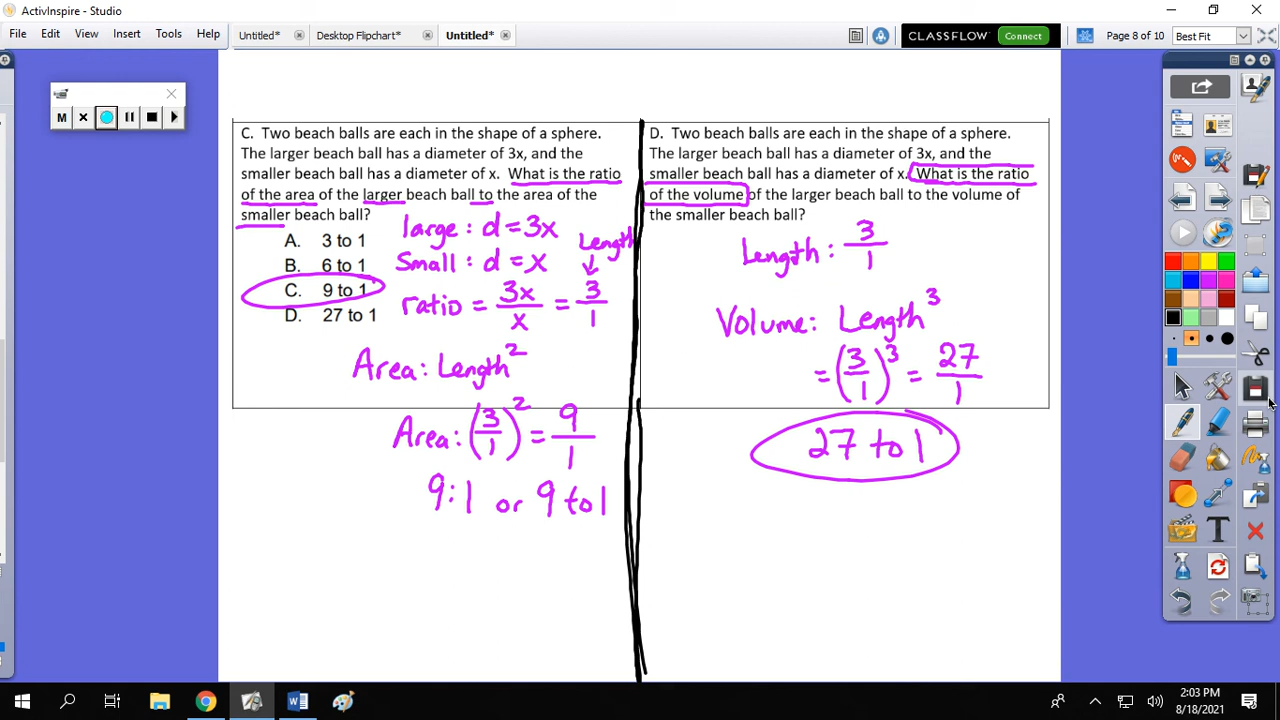 ActivInspire - Studio
File Edit View Insert Tools Help
Untitled* Desktop Flipchart* Untitled*
CLASSFLOW Connect
Page 8 of 10 Best Fit
M
C. Two beach balls are each in the shape of a sphere.
The larger beach ball has a diameter of 3x, and the
smaller beach ball has a diameter of x. What is the ratio
of the area of the larger beach ball to the area of the
smaller beach ball?
A. 3 to 1
B. 6 to 1
C. 9 to 1
D. 27 to 1
large: d = 3x
Small: d = x
Length
ratio = 3x/x = 3/1
Area: Length²
Area: (3/1)² = 9/1
9:1 or 9 to 1
D. Two beach balls are each in the shape of a sphere.
The larger beach ball has a diameter of 3x, and the
smaller beach ball has a diameter of x. What is the ratio
of the volume of the larger beach ball to the volume of
the smaller beach ball?
Length: 3/1
Volume: Length³
= (3/1)³ = 27/1
27 to 1
2:03 PM
8/18/2021